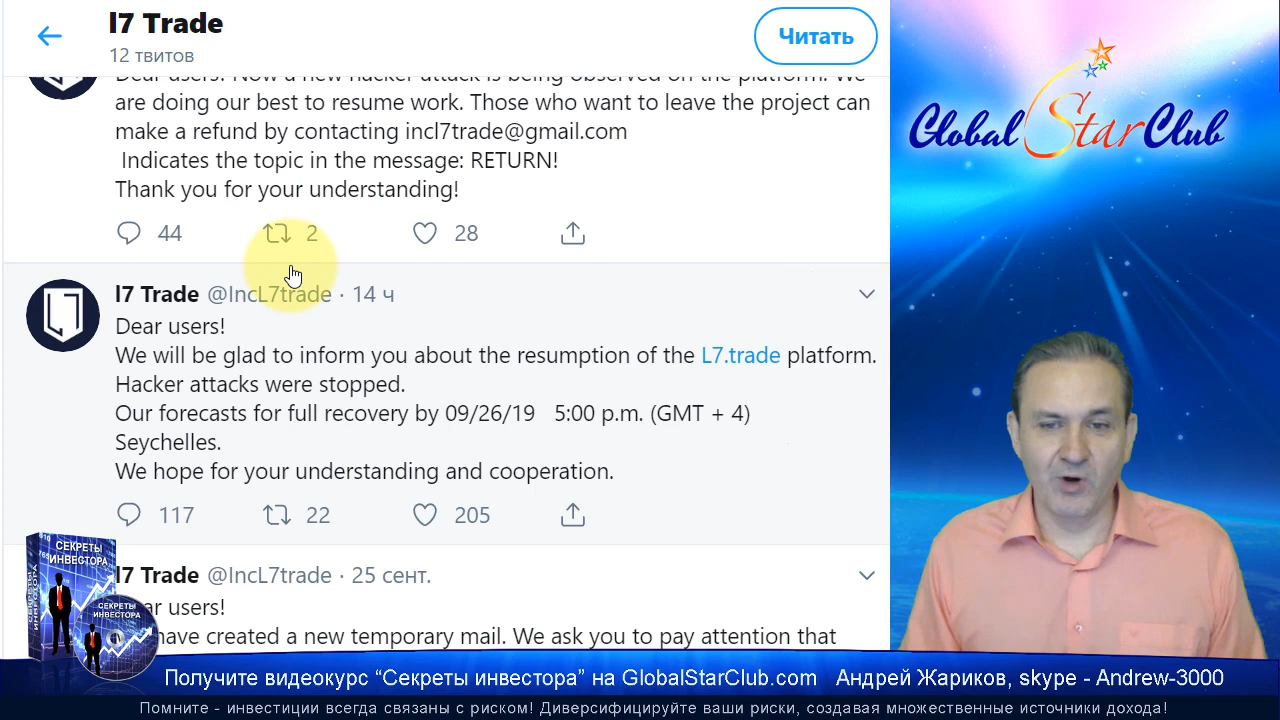 l7 Trade
12 твитов
Читать
Dear users! Now a new hacker attack is being observed on the platform. We
are doing our best to resume work. Those who want to leave the project can
make a refund by contacting incl7trade@gmail.com
Indicates the topic in the message: RETURN!
Thank you for your understanding!
44 2 28
l7 Trade @IncL7trade · 14 ч
Dear users!
We will be glad to inform you about the resumption of the L7.trade platform.
Hacker attacks were stopped.
Our forecasts for full recovery by 09/26/19 5:00 p.m. (GMT + 4)
Seychelles.
We hope for your understanding and cooperation.
117 22 205
l7 Trade @IncL7trade · 25 сент.
ar users!
have created a new temporary mail. We ask you to pay attention that
GlobalStarClub
СЕКРЕТЫ
ИНВЕСТОРА
СЕКРЕТЫ
ИНВЕСТОРА
СЕКРЕТЫ
ИНВЕСТОРА
Получите видеокурс “Секреты инвестора” на GlobalStarClub.com Андрей Жариков, skype - Andrew-3000
Помните - инвестиции всегда связаны с риском! Диверсифицируйте ваши риски, создавая множественные источники дохода!